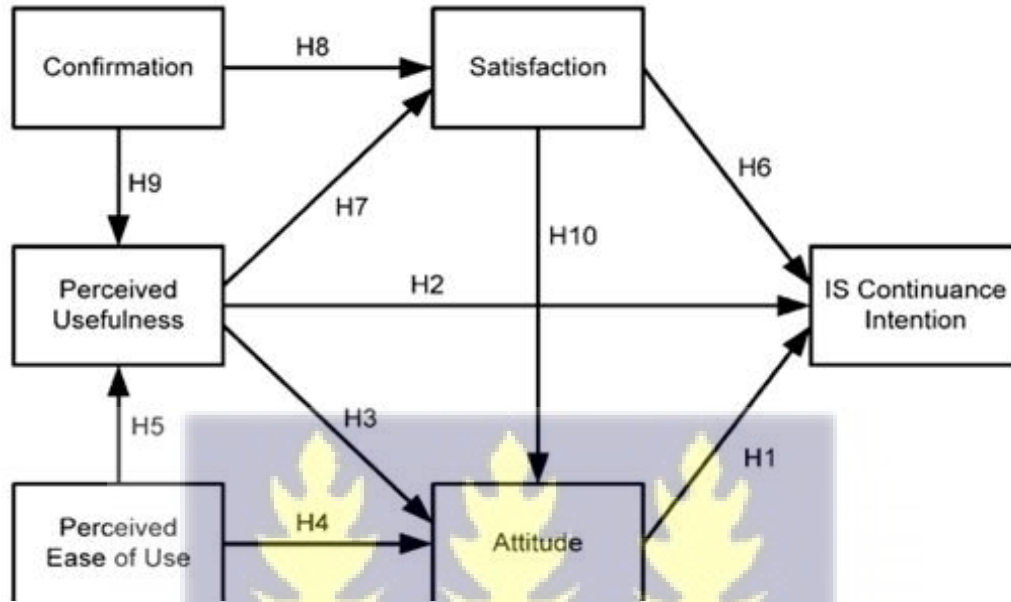 Confirmation
H8
Satisfaction
H9
H7
H10
H6
Perceived
Usefulness
H2
IS Continuance
Intention
H5
H3
H1
Perceived
Ease of Use
H4
Attitude